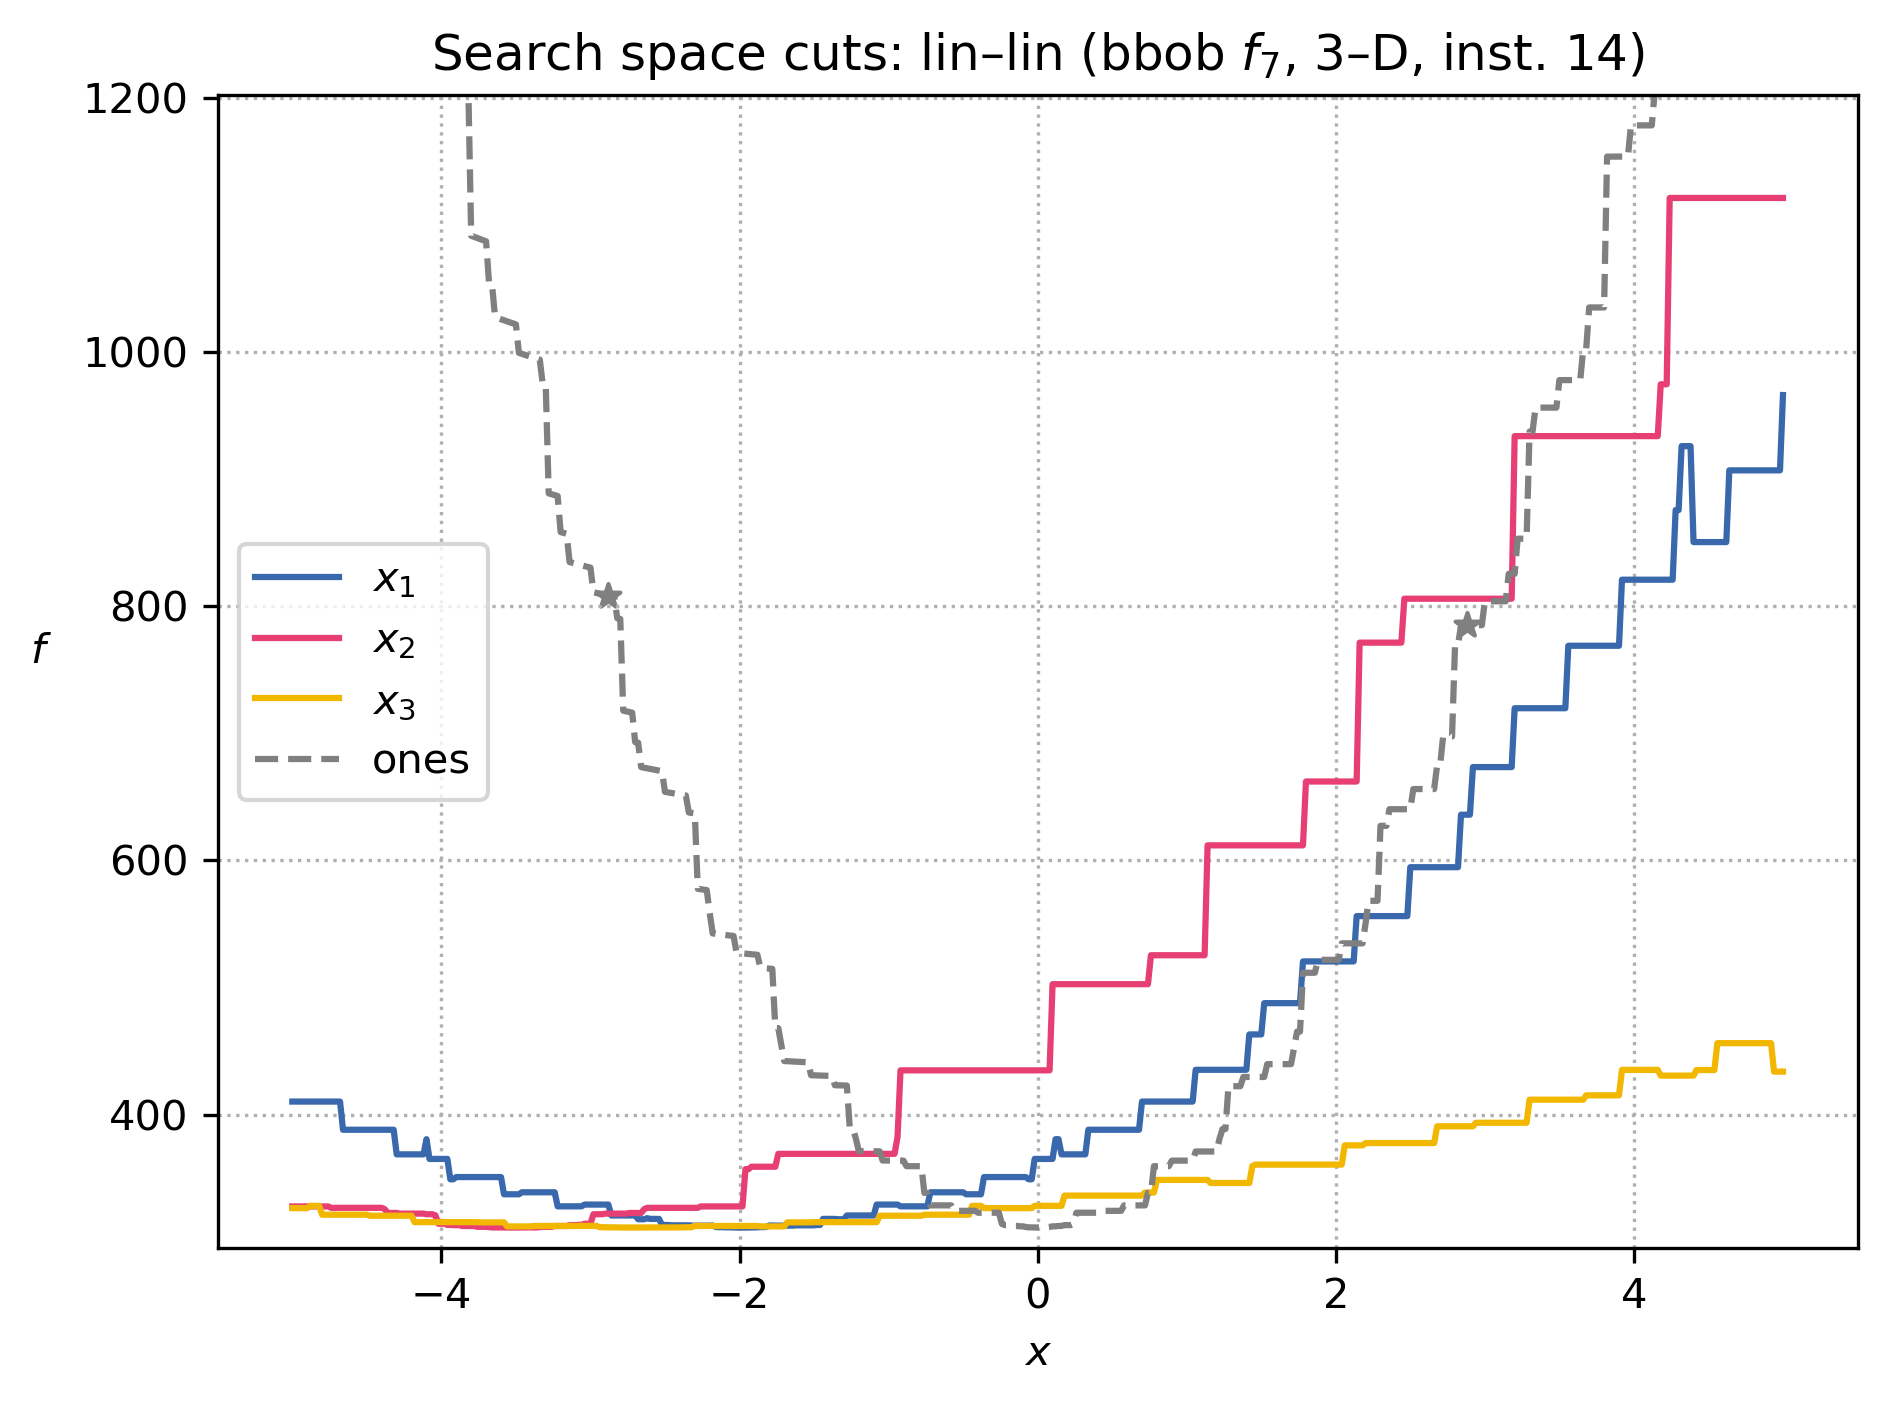 Search space cuts: lin–lin (bbob f₇, 3–D, inst. 14)
1200
1000
800
600
400
f
x₁
x₂
x₃
ones
−4
−2
0
2
4
x